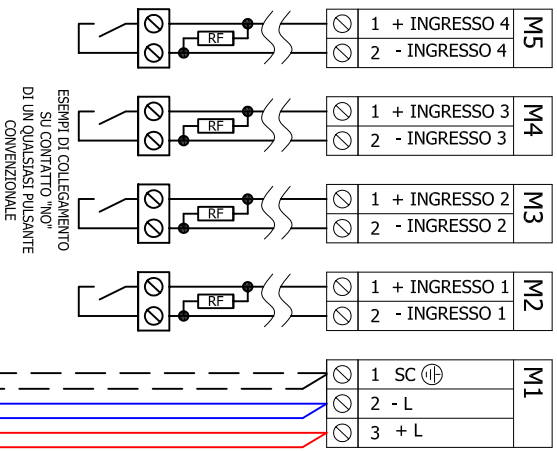 M5
1 + INGRESSO 4
2 - INGRESSO 4
RF
M4
1 + INGRESSO 3
2 - INGRESSO 3
RF
M3
1 + INGRESSO 2
2 - INGRESSO 2
RF
M2
1 + INGRESSO 1
2 - INGRESSO 1
RF
M1
1 SC
2 - L
3 + L
ESEMPI DI COLLEGAMENTO
SU CONTATTO "NO"
DI UN QUALSIASI PULSANTE
CONVENZIONALE